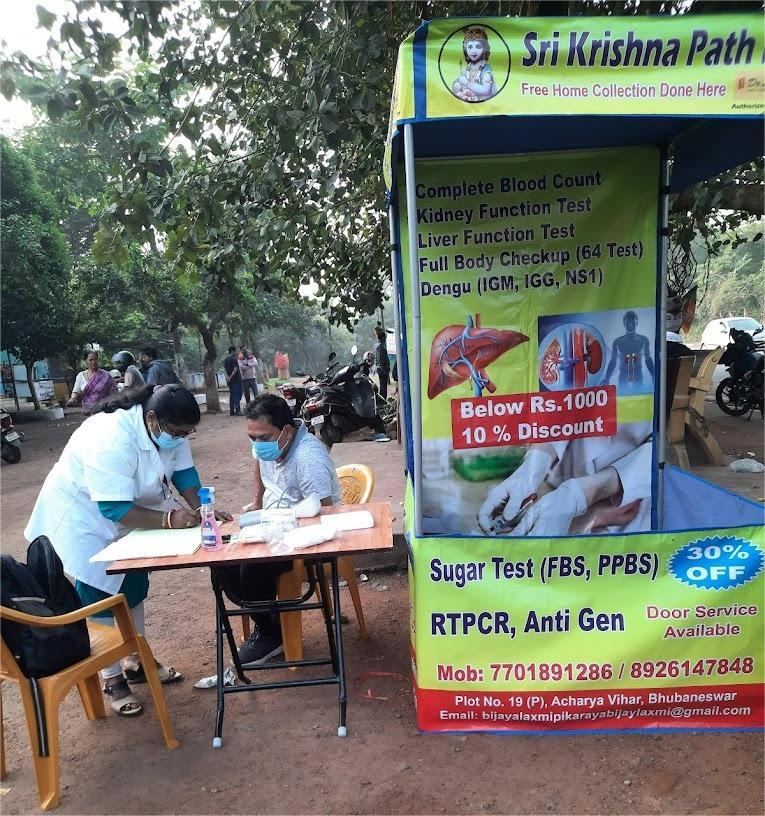 Sri Krishna Path
Free Home Collection Done Here
Complete Blood Count
Kidney Function Test
Liver Function Test
Full Body Checkup (64 Test)
Dengu (IGM, IGG, NS1)
Below Rs.1000
10 % Discount
Sugar Test (FBS, PPBS)
30%
OFF
RTPCR, Anti Gen
Door Service
Available
Mob: 7701891286 / 8926147848
Plot No. 19 (P), Acharya Vihar, Bhubaneswar
Email: bijayalaxmipikarayabijaylaxmi@gmail.com